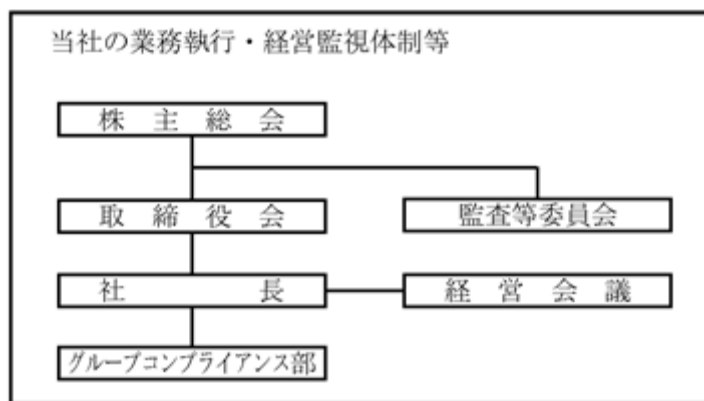 当社の業務執行・経営監視体制等
株主総会
取締役会
監査等委員会
社長
経営会議
グループコンプライアンス部